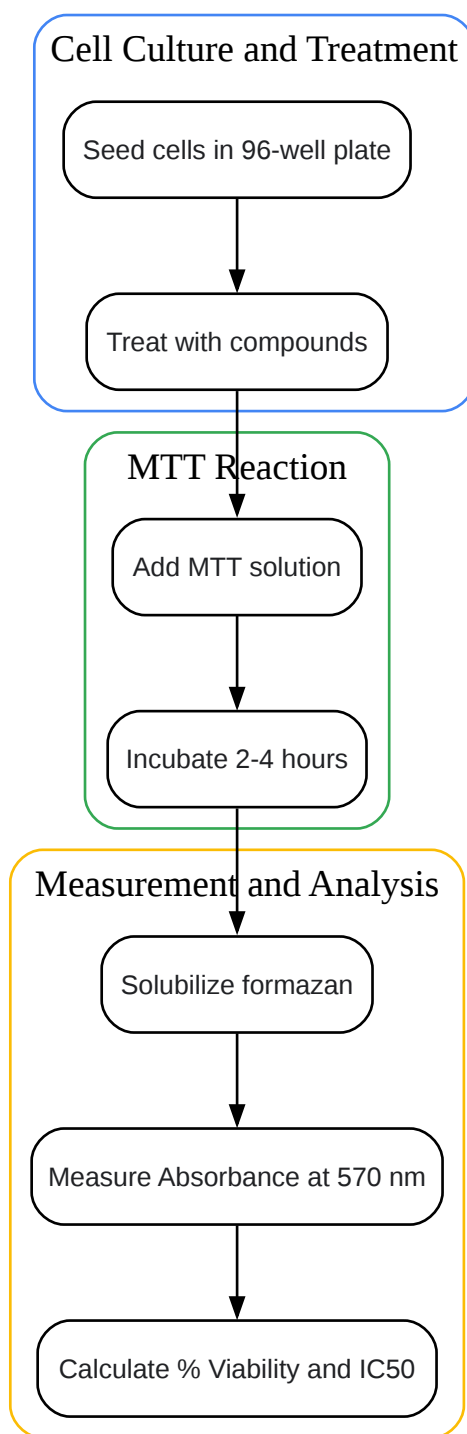 Cell Culture and Treatment
Seed cells in 96-well plate
Treat with compounds
MTT Reaction
Add MTT solution
Incubate 2-4 hours
Measurement and Analysis
Solubilize formazan
Measure Absorbance at 570 nm
Calculate % Viability and IC50